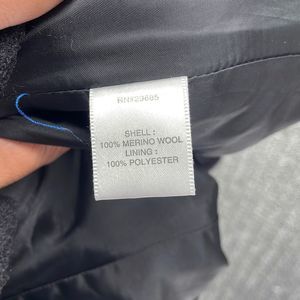 RN#29685
SHELL :
100% MERINO WOOL
LINING :
100% POLYESTER